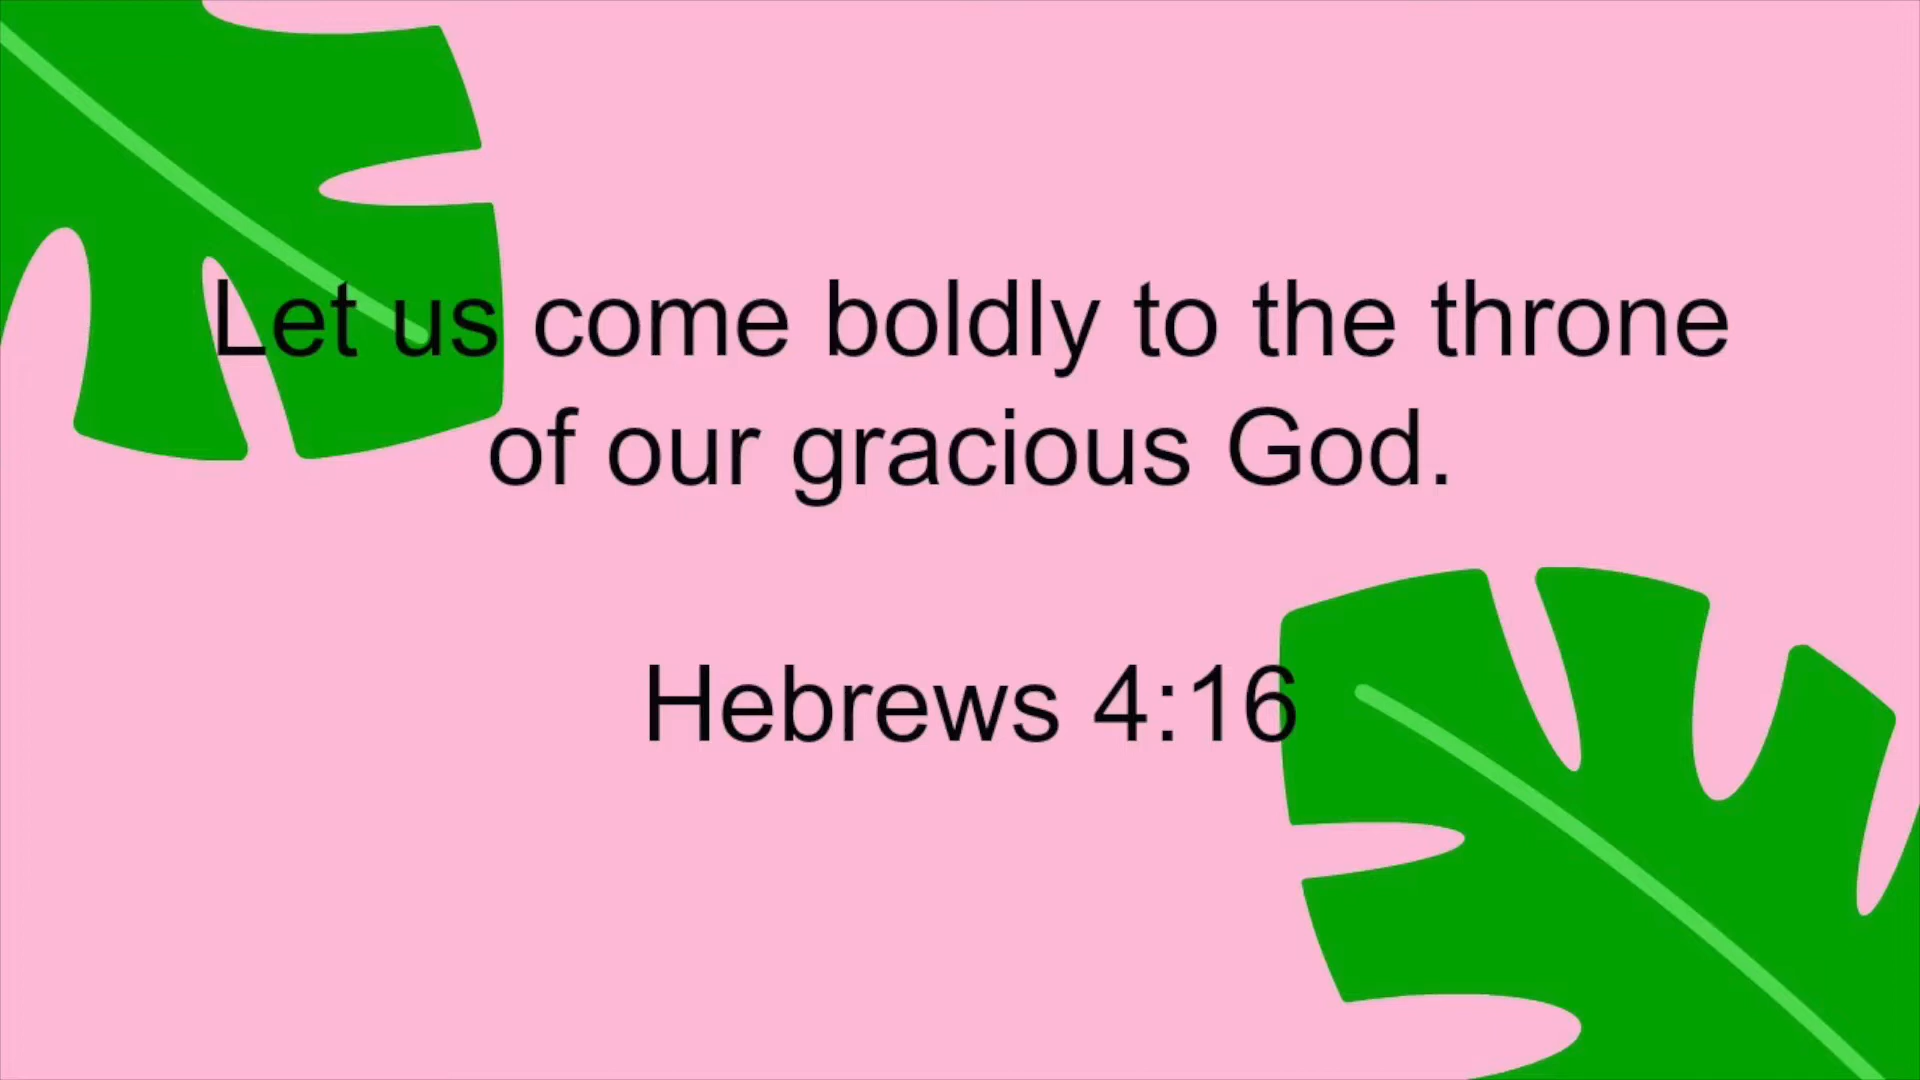 Let us come boldly to the throne
of our gracious God.
Hebrews 4:16